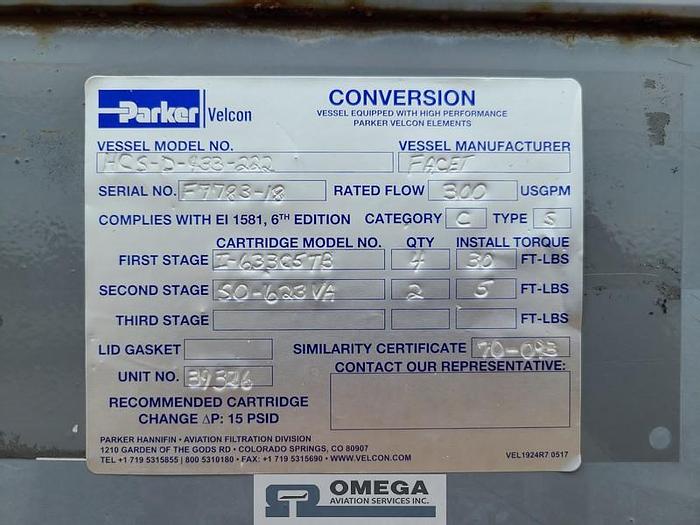 Parker Velcon
CONVERSION
VESSEL EQUIPPED WITH HIGH PERFORMANCE
PARKER VELCON ELEMENTS
VESSEL MODEL NO. VESSEL MANUFACTURER
HCS-D-433-222 FACET
SERIAL NO. F7783-18 RATED FLOW 300 USGPM
COMPLIES WITH EI 1581, 6TH EDITION CATEGORY C TYPE S
CARTRIDGE MODEL NO. QTY INSTALL TORQUE
FIRST STAGE I-633C5TB 4 30 FT-LBS
SECOND STAGE SO-623VA 2 5 FT-LBS
THIRD STAGE FT-LBS
LID GASKET SIMILARITY CERTIFICATE 70-093
UNIT NO. 39326 CONTACT OUR REPRESENTATIVE:
RECOMMENDED CARTRIDGE
CHANGE ΔP: 15 PSID
PARKER HANNIFIN • AVIATION FILTRATION DIVISION
1210 GARDEN OF THE GODS RD • COLORADO SPRINGS, CO 80907
TEL +1 719 5315855 | 800 5310180 • FAX: +1 719 5315690 • WWW.VELCON.COM
VEL1924R7 0517
OMEGA
AVIATION SERVICES INC.